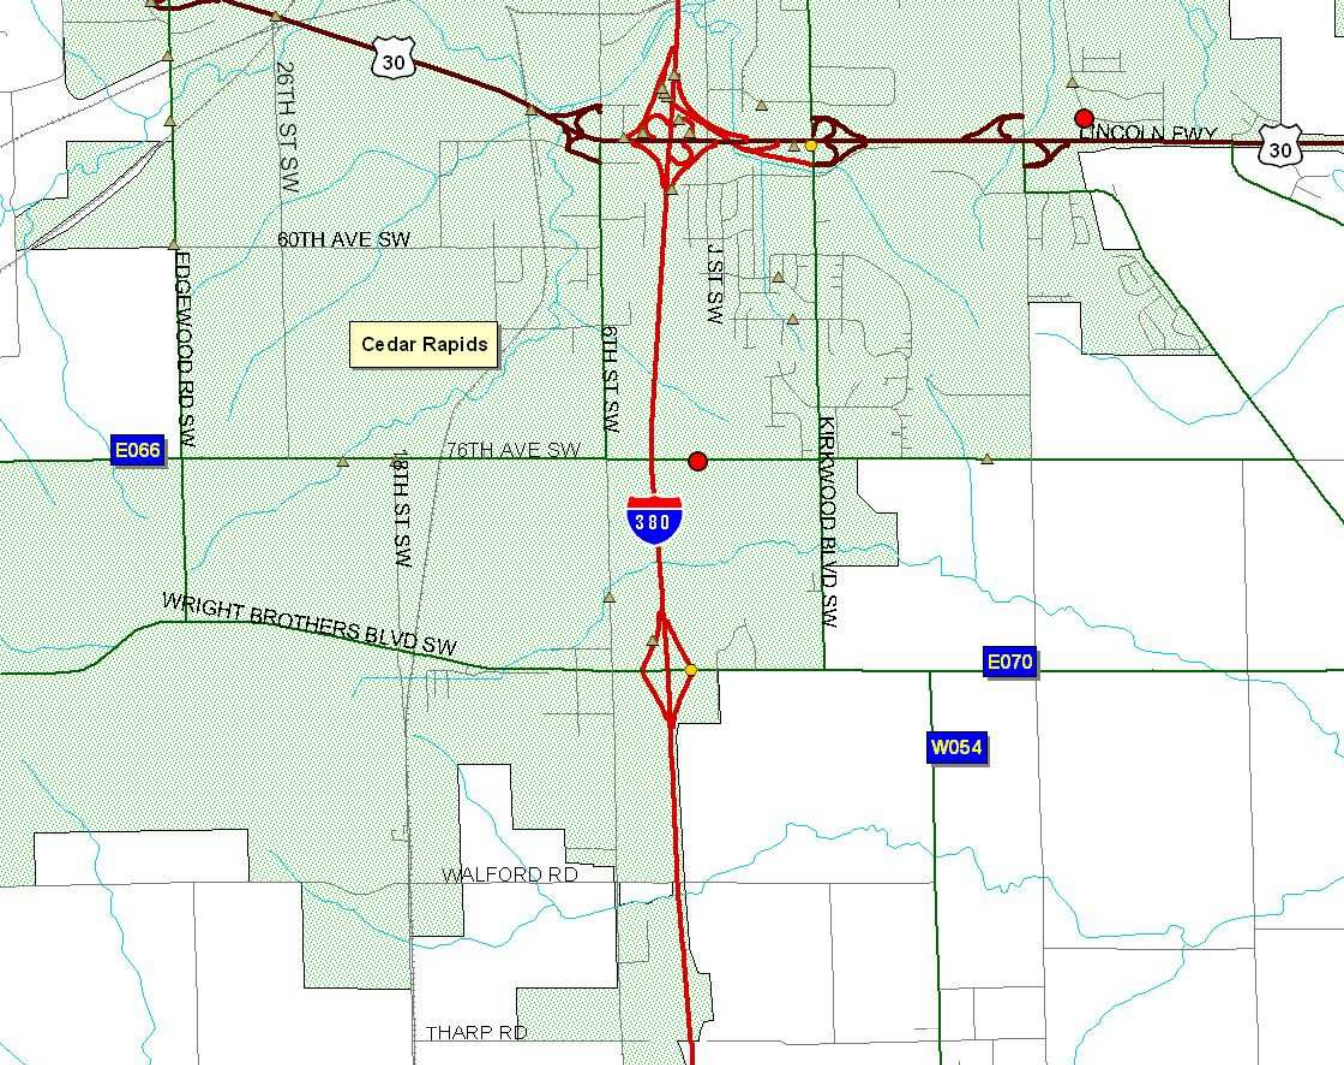 30
26TH ST SW
LINCOLN FWY
30
60TH AVE SW
EDGEWOOD RD SW
J ST SW
Cedar Rapids
6TH ST SW
E066
76TH AVE SW
18TH ST SW
KIRKWOOD BLVD SW
380
WRIGHT BROTHERS BLVD SW
E070
W054
WALFORD RD
THARP RD